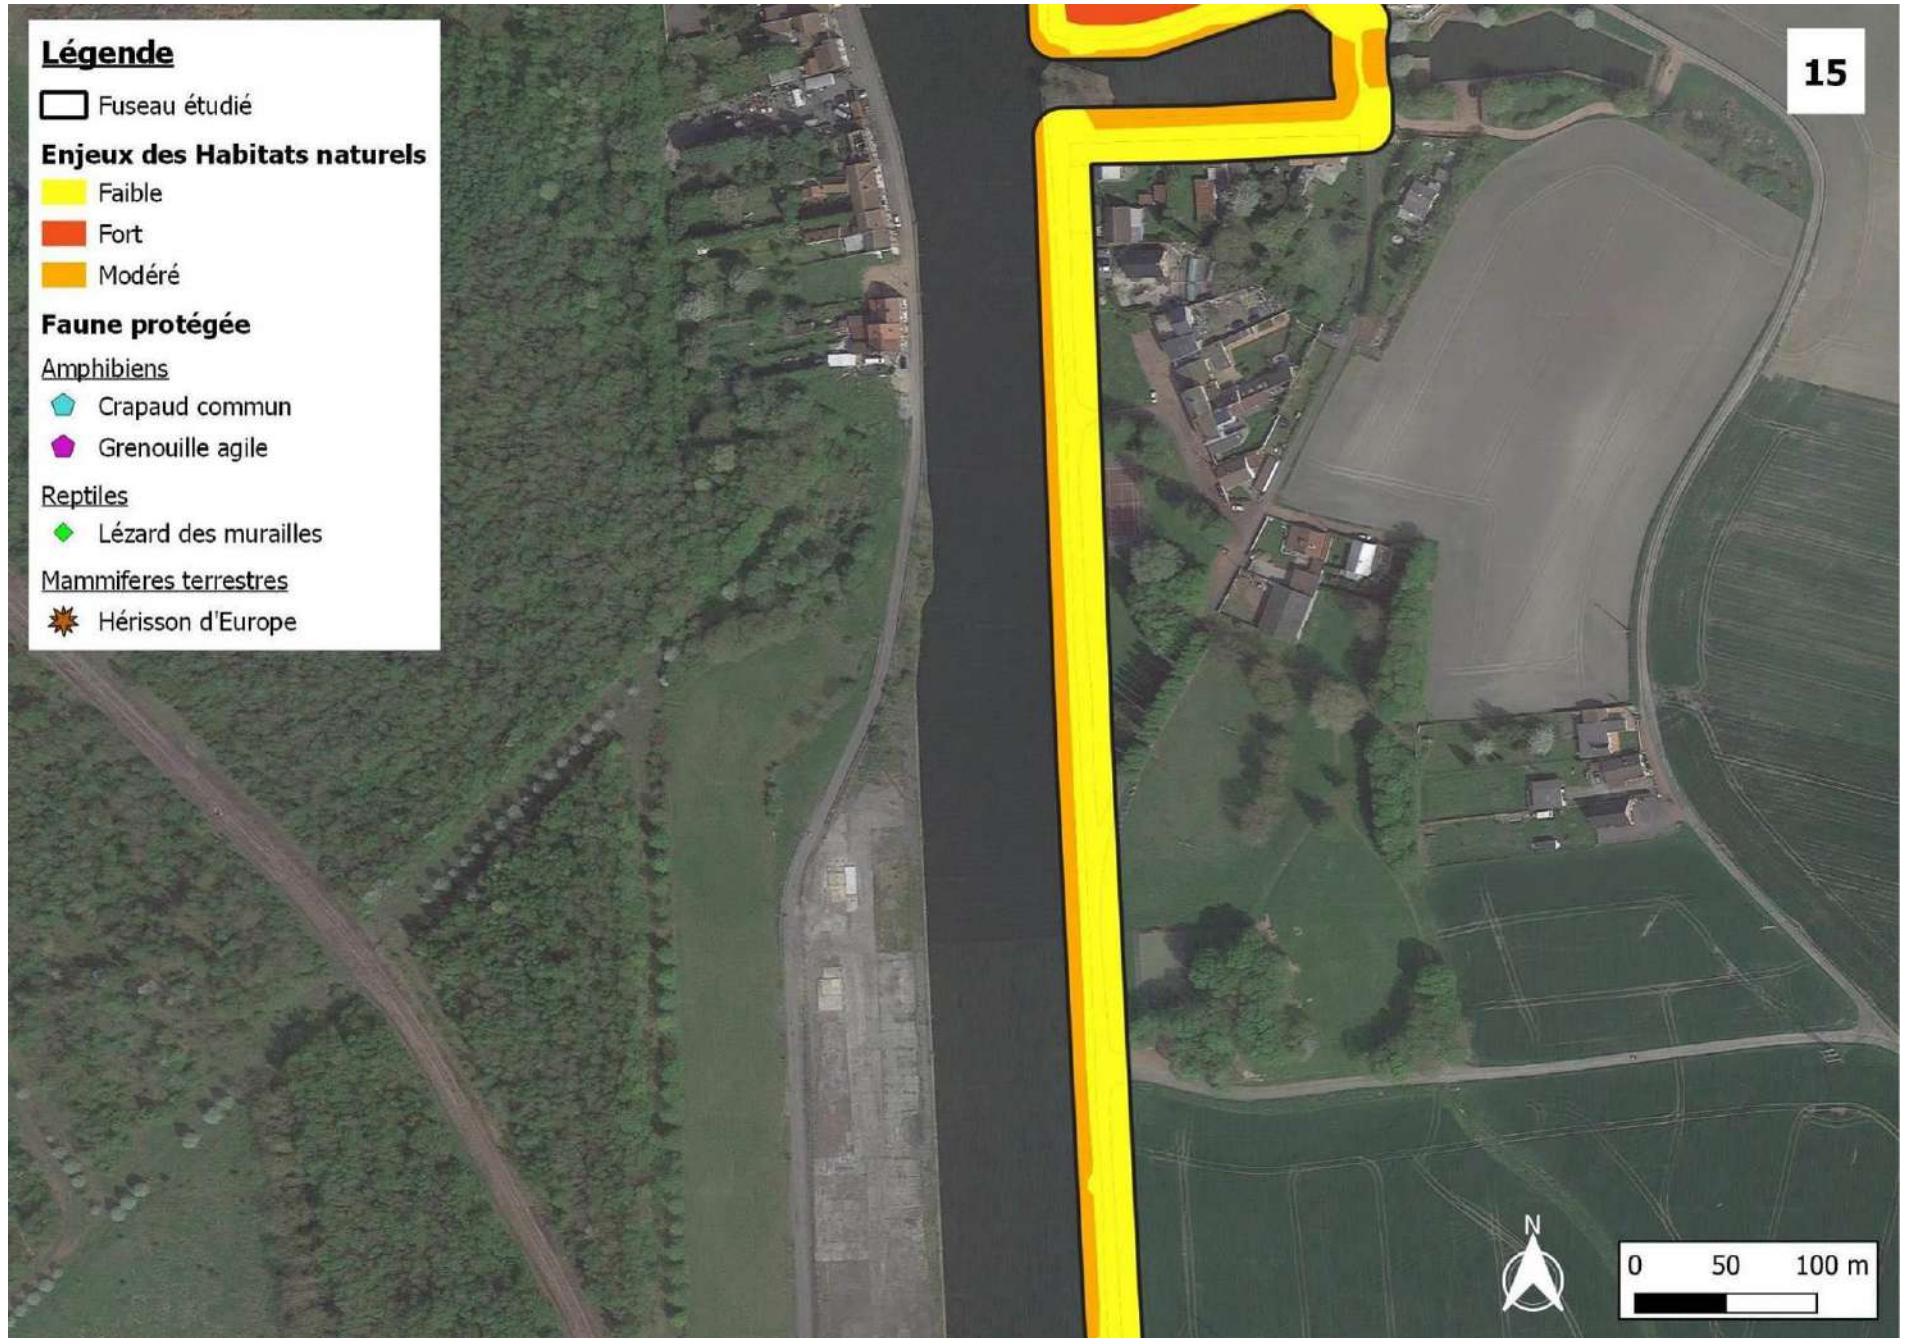 Légende
Fuseau étudié
Enjeux des Habitats naturels
Faible
Fort
Modéré
Faune protégée
Amphibiens
Crapaud commun
Grenouille agile
Reptiles
Lézard des murailles
Mammiferes terrestres
Hérisson d'Europe
15
N
0 50 100 m